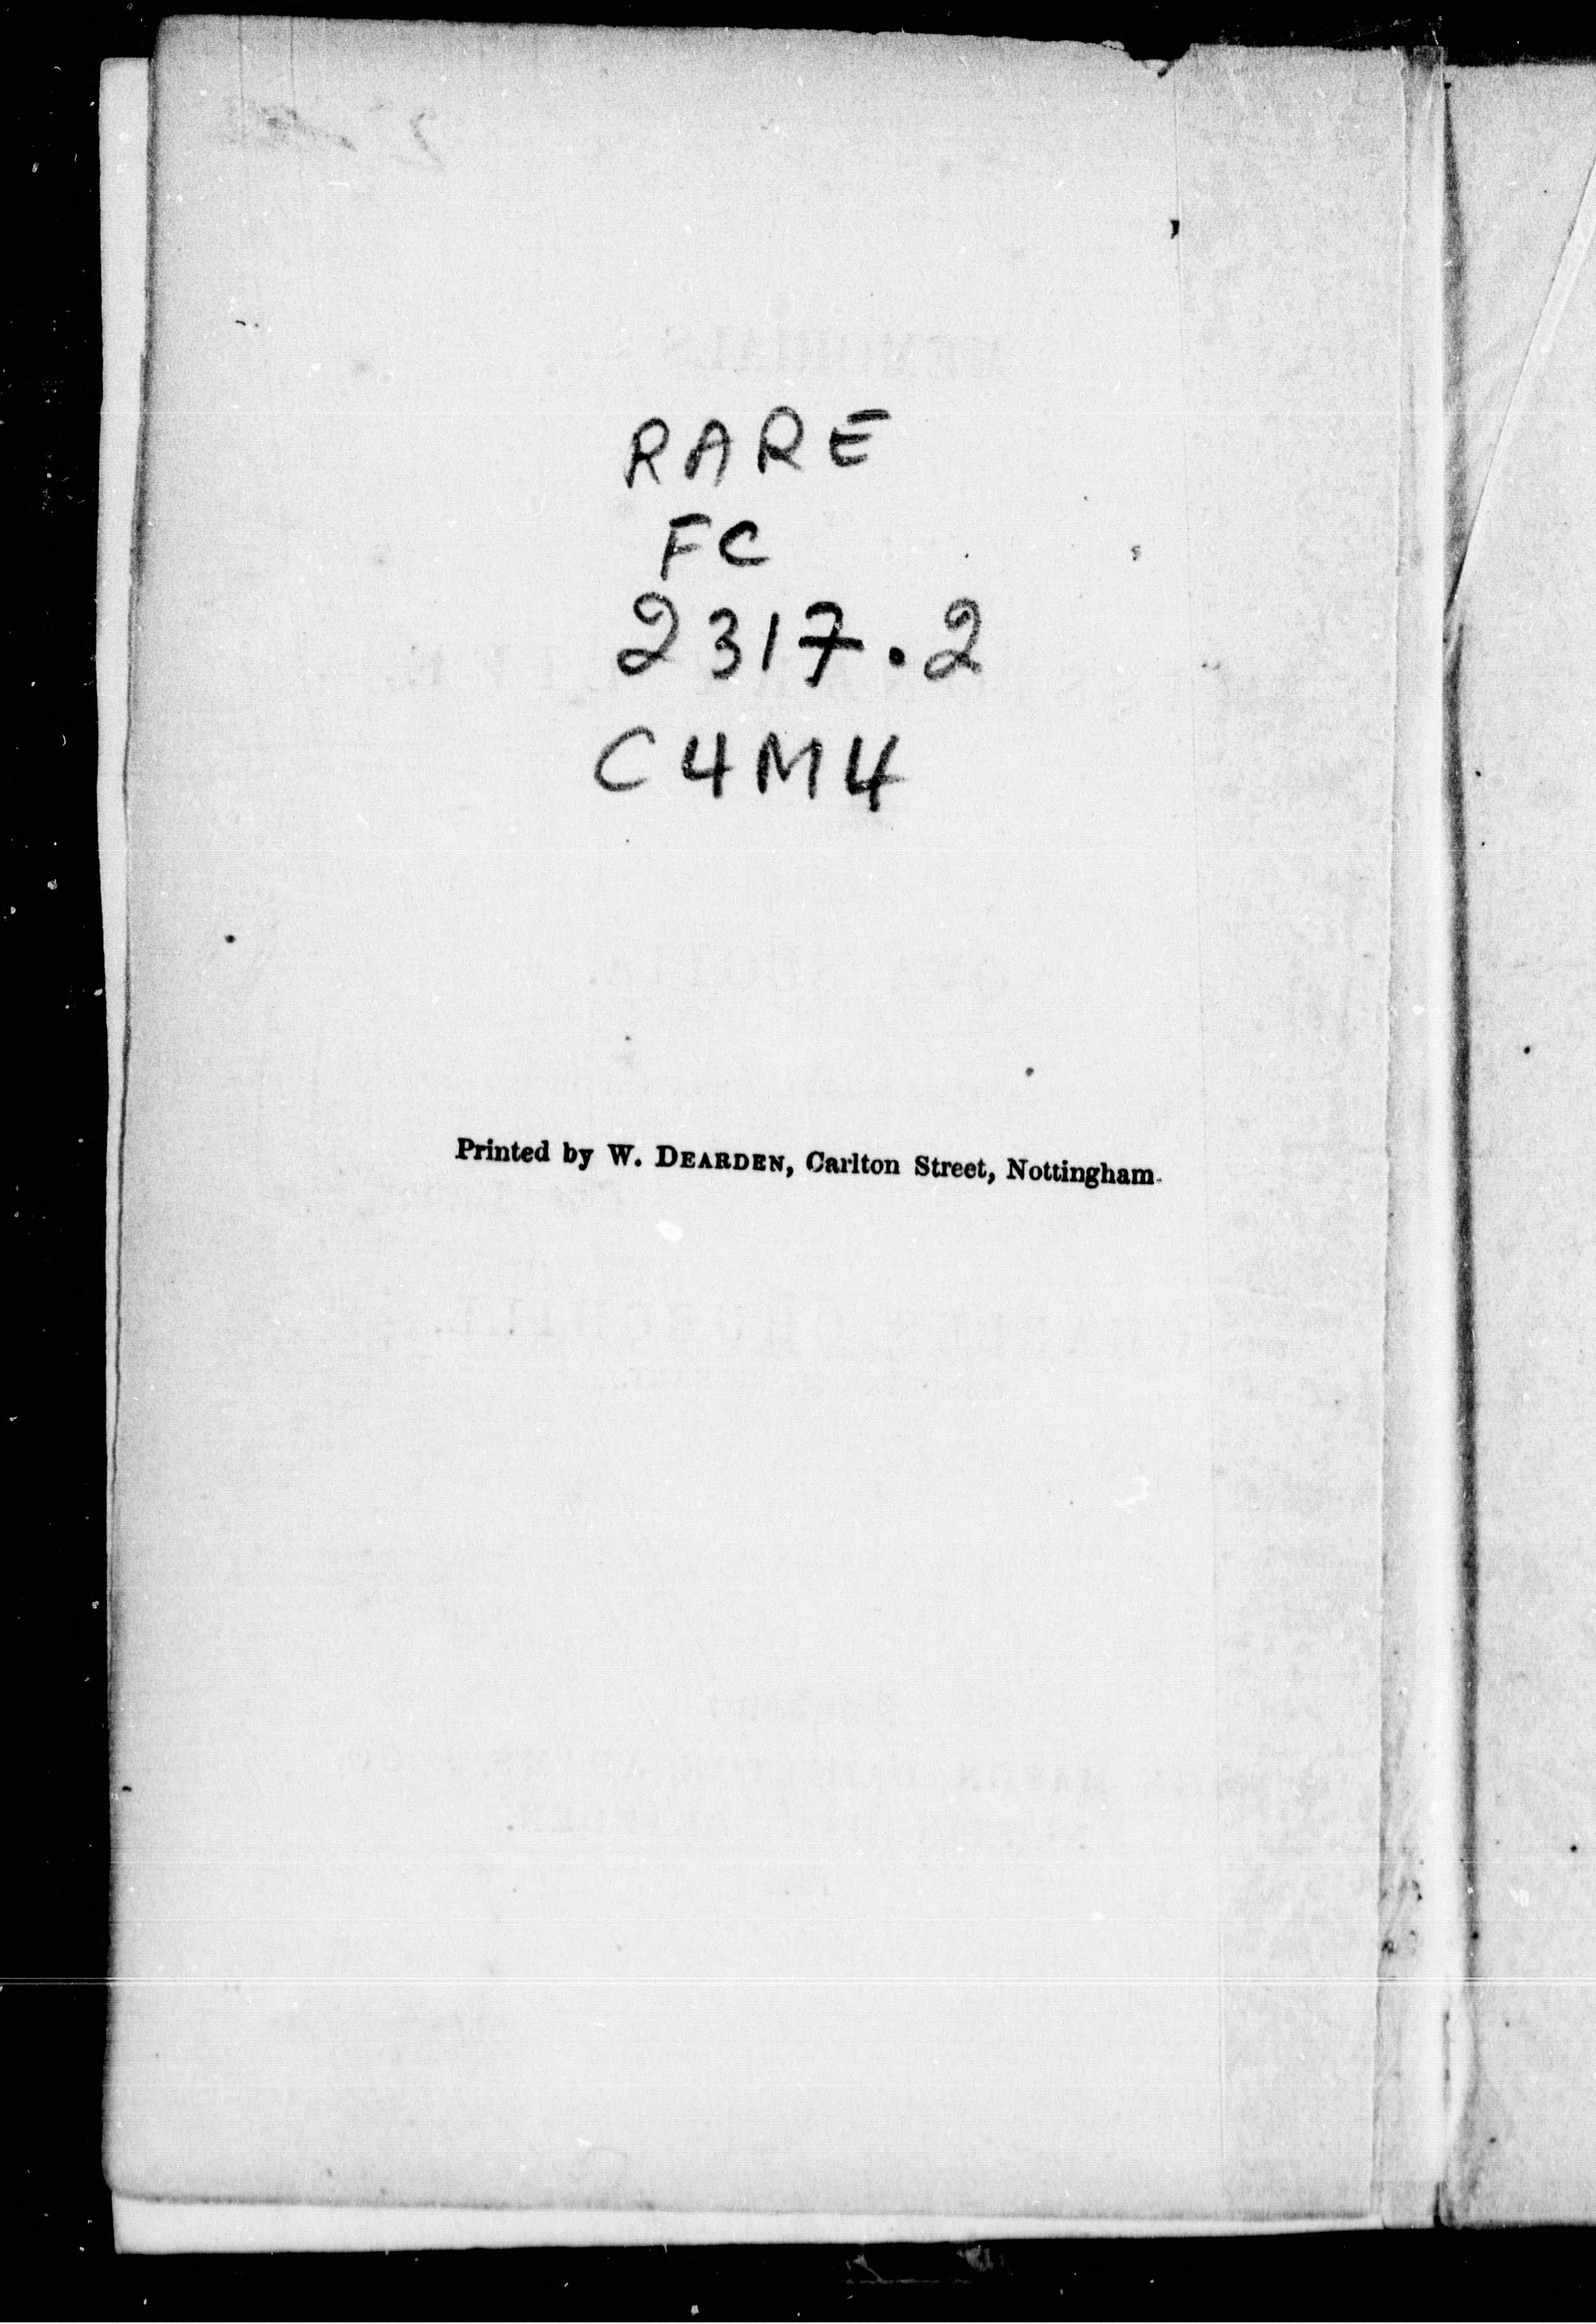 RARE
FC
2317.2
C4M4
Printed by W. DEARDEN, Carlton Street, Nottingham.